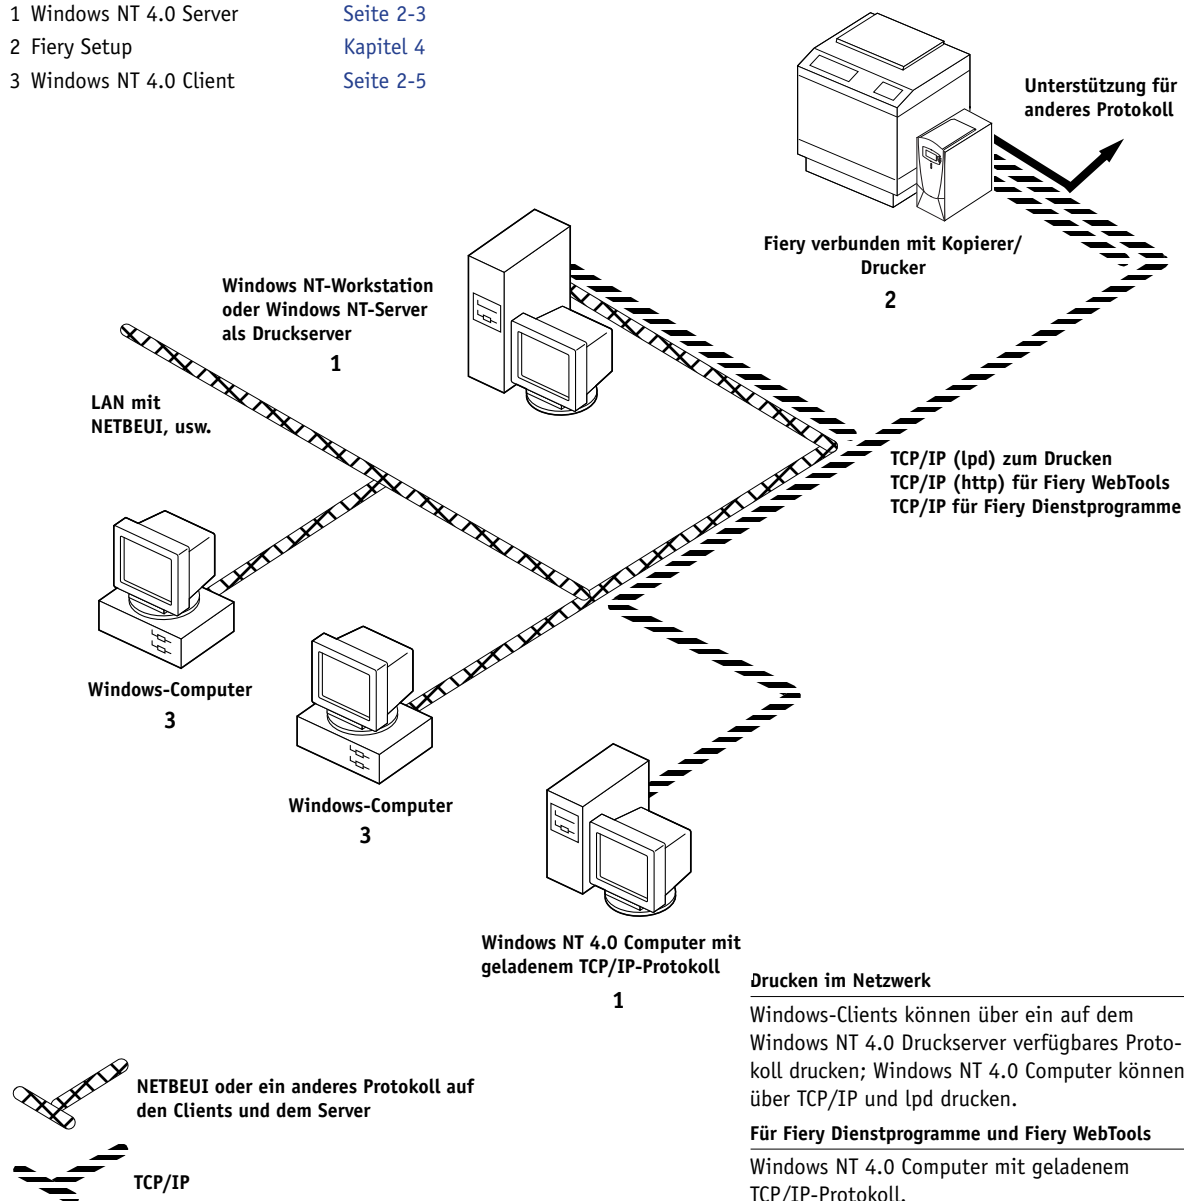 1 Windows NT 4.0 Server Seite 2-3
2 Fiery Setup Kapitel 4
3 Windows NT 4.0 Client Seite 2-5
Unterstützung für
anderes Protokoll
Fiery verbunden mit Kopierer/
Drucker
2
Windows NT-Workstation
oder Windows NT-Server
als Druckserver
1
LAN mit
NETBEUI, usw.
TCP/IP (lpd) zum Drucken
TCP/IP (http) für Fiery WebTools
TCP/IP für Fiery Dienstprogramme
Windows-Computer
3
Windows-Computer
3
Windows NT 4.0 Computer mit
geladenem TCP/IP-Protokoll
1
Drucken im Netzwerk
Windows-Clients können über ein auf dem
Windows NT 4.0 Druckserver verfügbares Proto-
koll drucken; Windows NT 4.0 Computer können
über TCP/IP und lpd drucken.
Für Fiery Dienstprogramme und Fiery WebTools
Windows NT 4.0 Computer mit geladenem
TCP/IP-Protokoll.
NETBEUI oder ein anderes Protokoll auf
den Clients und dem Server
TCP/IP